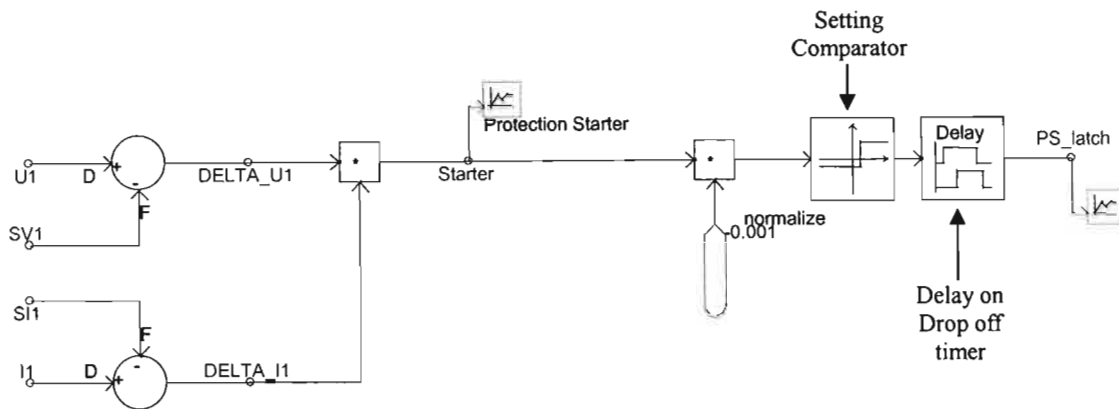 Setting
Comparator
Protection Starter
Delay
PS_latch
U1
D
+
-
DELTA_U1
*
Starter
*
F
SV1
normalize
-0.001
SI1
F
-
I1
D
+
DELTA_I1
Delay on
Drop off
timer